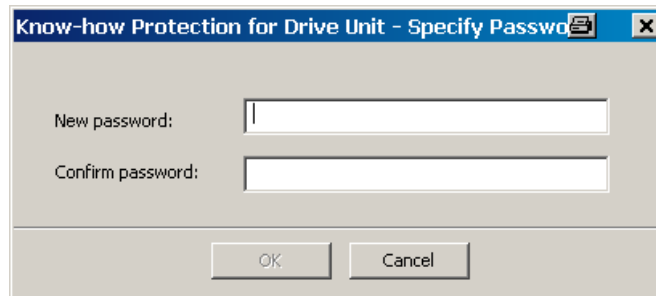 Know-how Protection for Drive Unit - Specify Passwo
New password:
Confirm password:
OK
Cancel